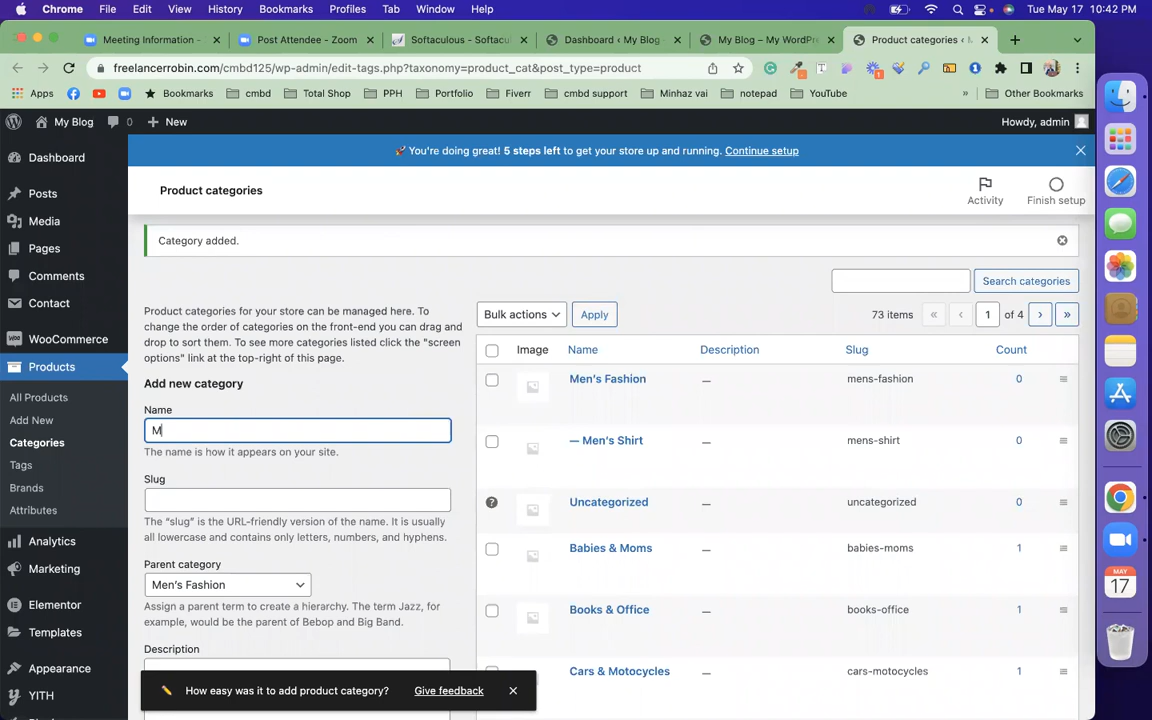 Chrome File Edit View History Bookmarks Profiles Tab Window Help Tue May 17 10:42 PM
Meeting Information - Post Attendee - Zoom Softaculous - Softacul Dashboard ‹ My Blog My Blog – My WordPre Product categories ‹ M
freelancerrobin.com/cmbd125/wp-admin/edit-tags.php?taxonomy=product_cat&post_type=product
Apps Bookmarks cmbd Total Shop PPH Portfolio Fiverr cmbd support Minhaz vai notepad YouTube » Other Bookmarks
My Blog 0 New Howdy, admin
Dashboard
Posts
Media
Pages
Comments
Contact
WooCommerce
Products
All Products
Add New
Categories
Tags
Brands
Attributes
Analytics
Marketing
Elementor
Templates
Appearance
YITH
You're doing great! 5 steps left to get your store up and running. Continue setup
Product categories
Activity
Finish setup
Category added.
Search categories
Product categories for your store can be managed here. To
change the order of categories on the front-end you can drag and
drop to sort them. To see more categories listed click the "screen
options" link at the top-right of this page.
Add new category
Name
M
The name is how it appears on your site.
Slug
The “slug” is the URL-friendly version of the name. It is usually
all lowercase and contains only letters, numbers, and hyphens.
Parent category
Men’s Fashion
Assign a parent term to create a hierarchy. The term Jazz, for
example, would be the parent of Bebop and Big Band.
Description
Bulk actions Apply 73 items « ‹ 1 of 4 › »
Image Name Description Slug Count
Men’s Fashion — mens-fashion 0
— Men’s Shirt — mens-shirt 0
Uncategorized — uncategorized 0
Babies & Moms — babies-moms 1
Books & Office — books-office 1
Cars & Motocycles — cars-motocycles 1
How easy was it to add product category? Give feedback
MAY
17